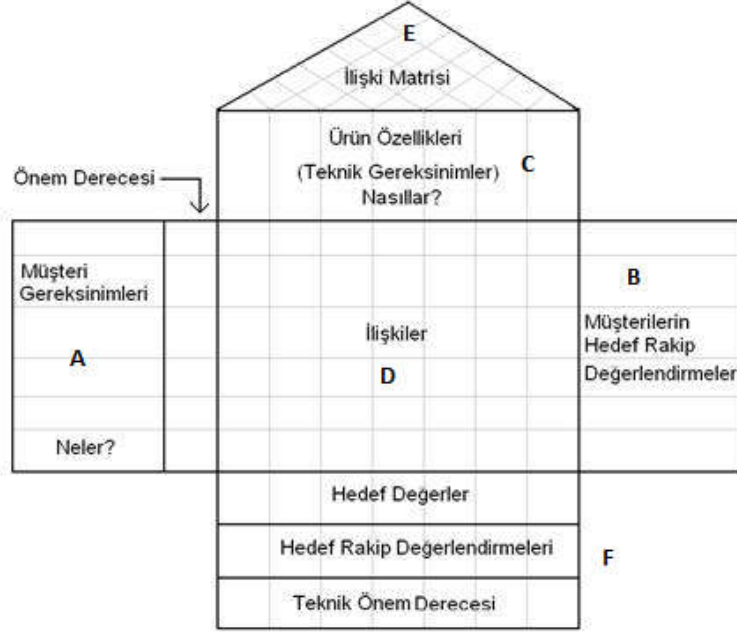 E
İlişki Matrisi
Ürün Özellikleri
(Teknik Gereksinimler)
Nasıllar?
C
Önem Derecesi
Müşteri
Gereksinimleri
A
Neler?
İlişkiler
D
B
Müşterilerin
Hedef Rakip
Değerlendirmeler
Hedef Değerler
Hedef Rakip Değerlendirmeleri
Teknik Önem Derecesi
F